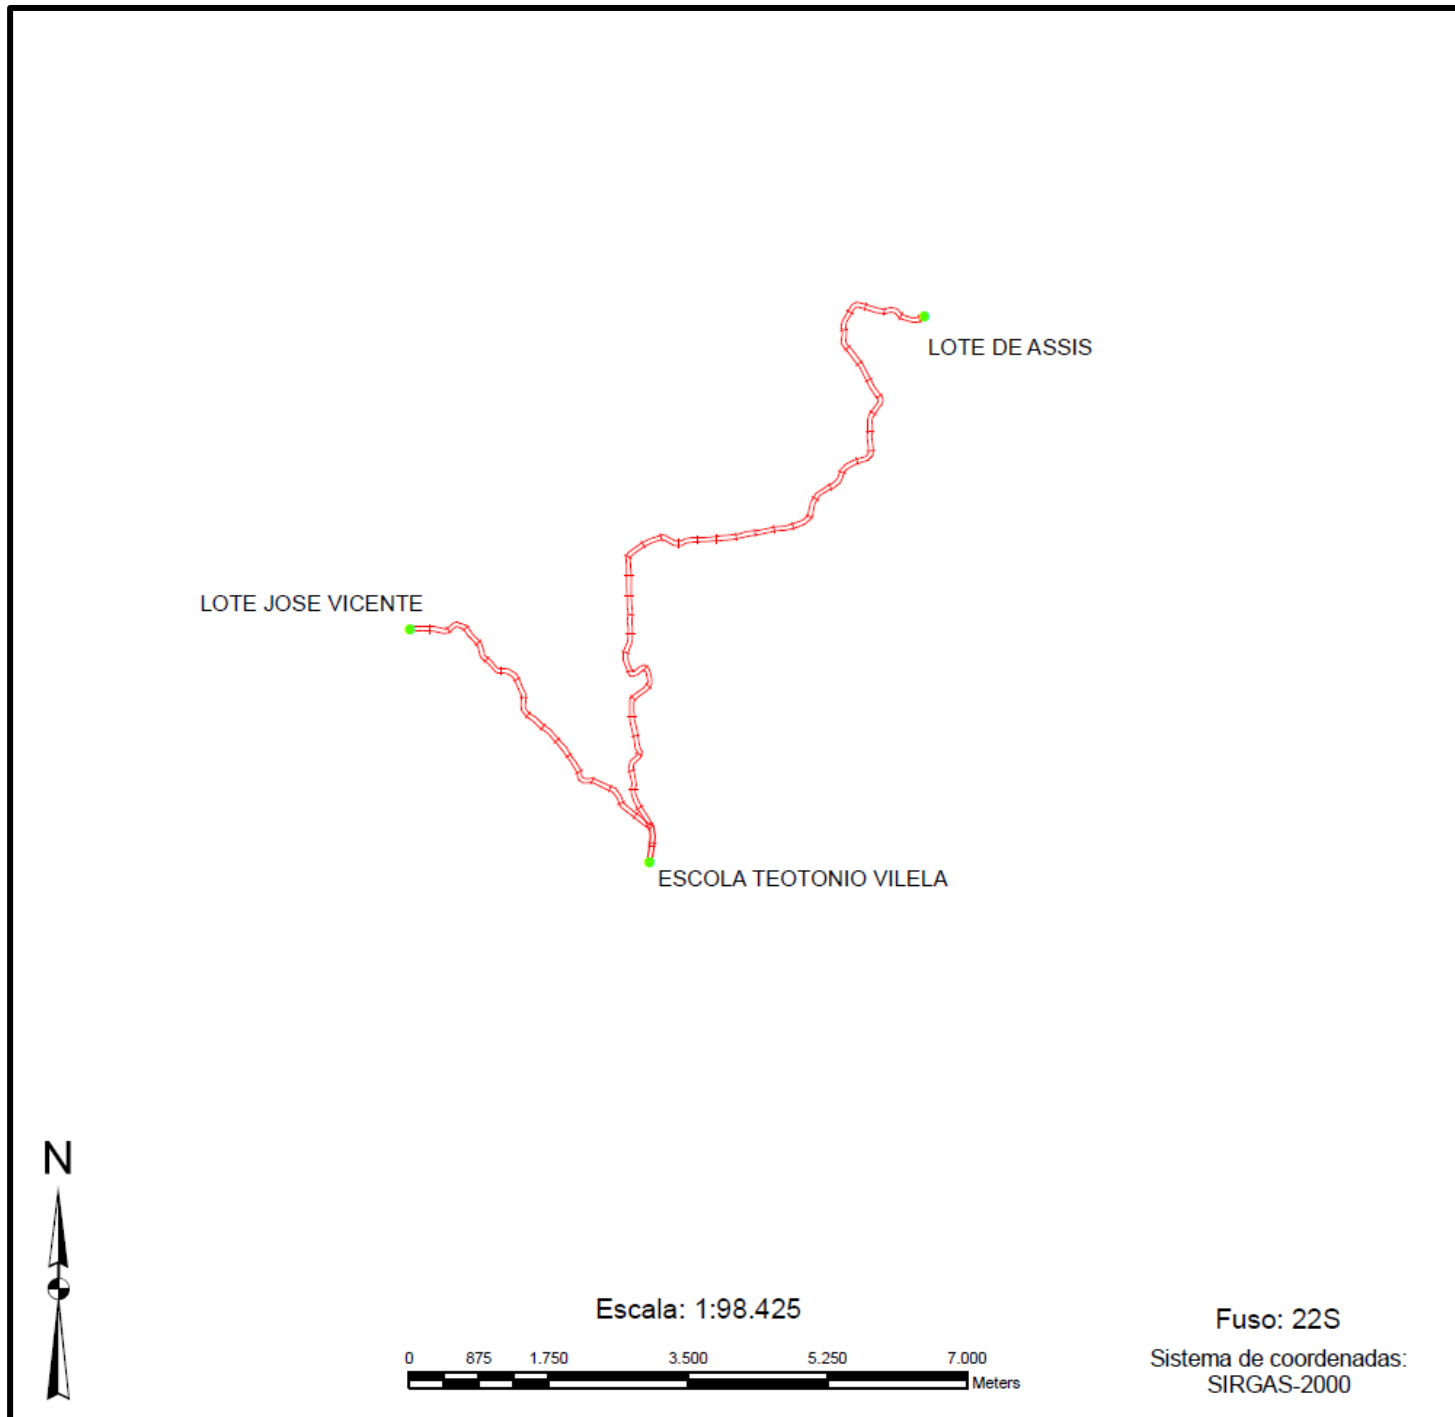 LOTE DE ASSIS
LOTE JOSE VICENTE
ESCOLA TEOTONIO VILELA
N
Escala: 1:98.425
0 875 1.750 3.500 5.250 7.000
Meters
Fuso: 22S
Sistema de coordenadas:
SIRGAS-2000